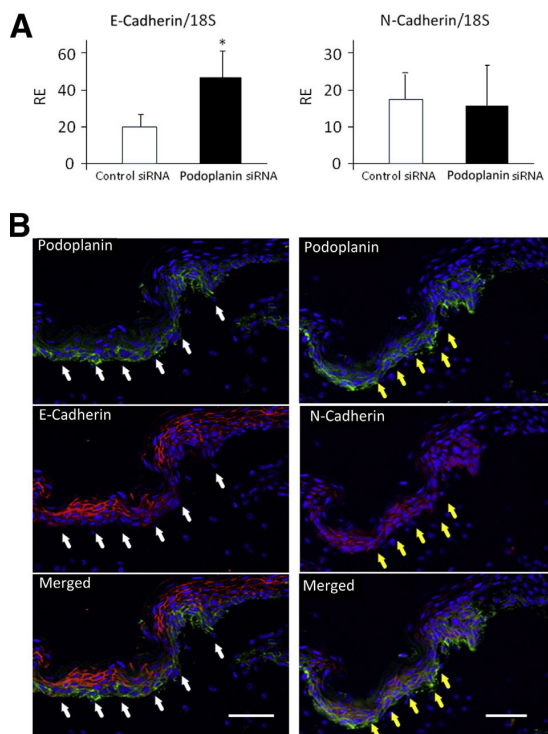 A
E-Cadherin/18S
N-Cadherin/18S
RE
60
40
20
0
*
Control siRNA
Podoplanin siRNA
RE
30
20
10
0
Control siRNA
Podoplanin siRNA
B
Podoplanin
Podoplanin
E-Cadherin
N-Cadherin
Merged
Merged